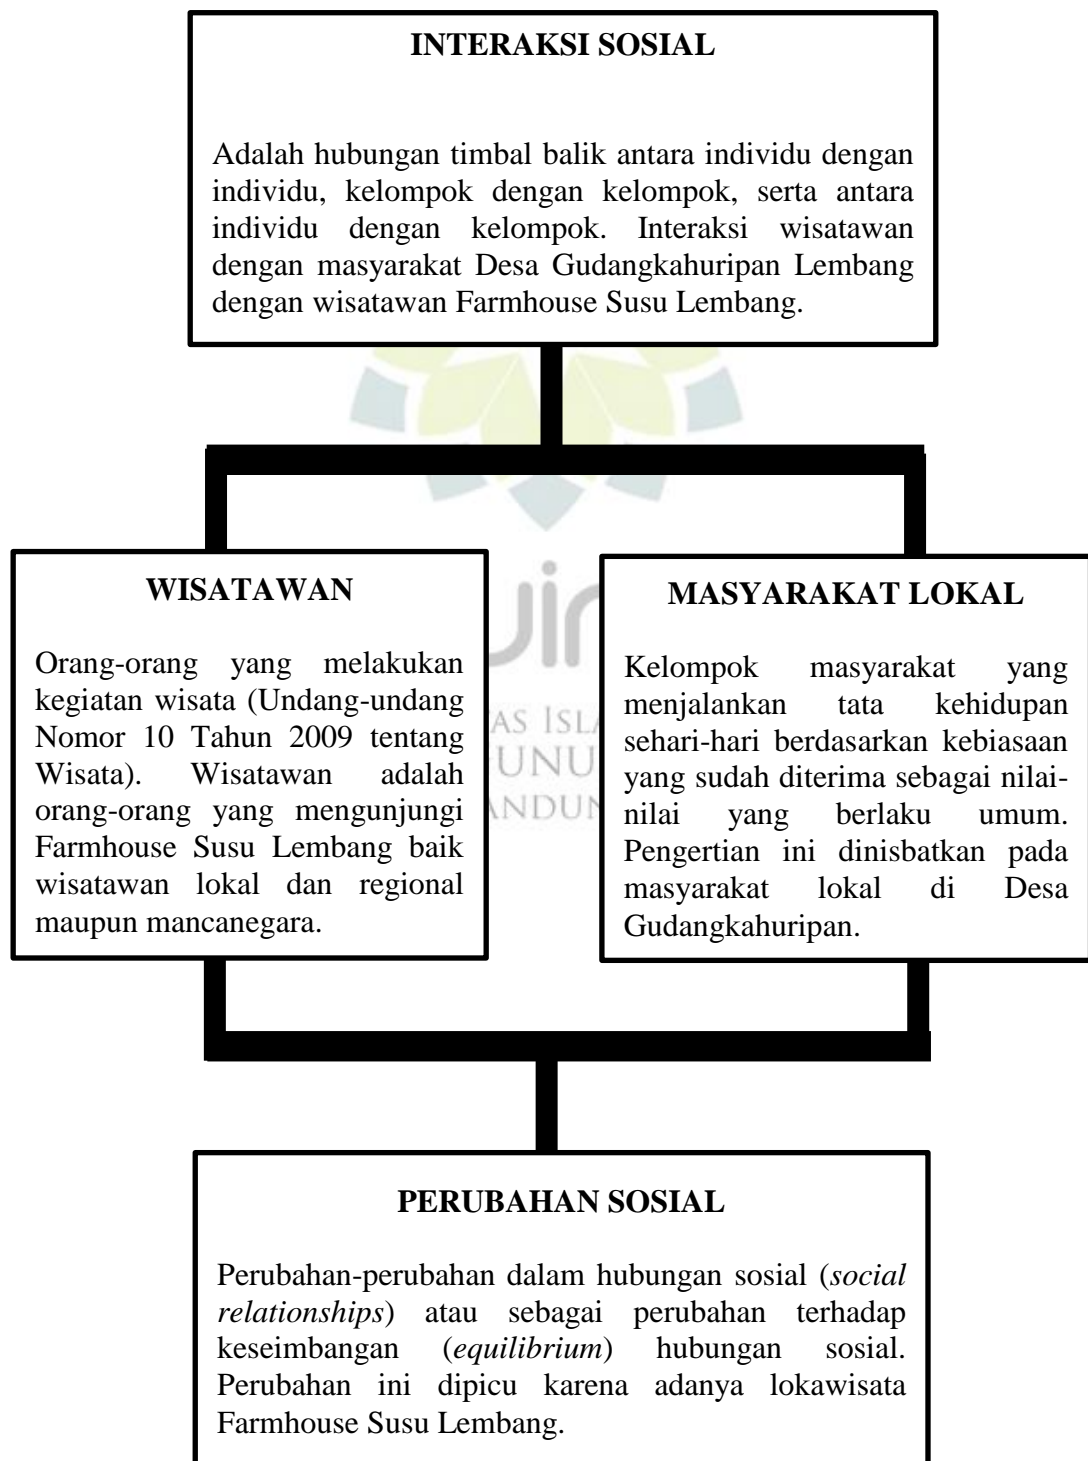 INTERAKSI SOSIAL
Adalah hubungan timbal balik antara individu dengan
individu, kelompok dengan kelompok, serta antara
individu dengan kelompok. Interaksi wisatawan
dengan masyarakat Desa Gudangkahuripan Lembang
dengan wisatawan Farmhouse Susu Lembang.
WISATAWAN
Orang-orang yang melakukan
kegiatan wisata (Undang-undang
Nomor 10 Tahun 2009 tentang
Wisata). Wisatawan adalah
orang-orang yang mengunjungi
Farmhouse Susu Lembang baik
wisatawan lokal dan regional
maupun mancanegara.
MASYARAKAT LOKAL
Kelompok masyarakat yang
menjalankan tata kehidupan
sehari-hari berdasarkan kebiasaan
yang sudah diterima sebagai nilai-
nilai yang berlaku umum.
Pengertian ini dinisbatkan pada
masyarakat lokal di Desa
Gudangkahuripan.
PERUBAHAN SOSIAL
Perubahan-perubahan dalam hubungan sosial (social
relationships) atau sebagai perubahan terhadap
keseimbangan (equilibrium) hubungan sosial.
Perubahan ini dipicu karena adanya lokawisata
Farmhouse Susu Lembang.